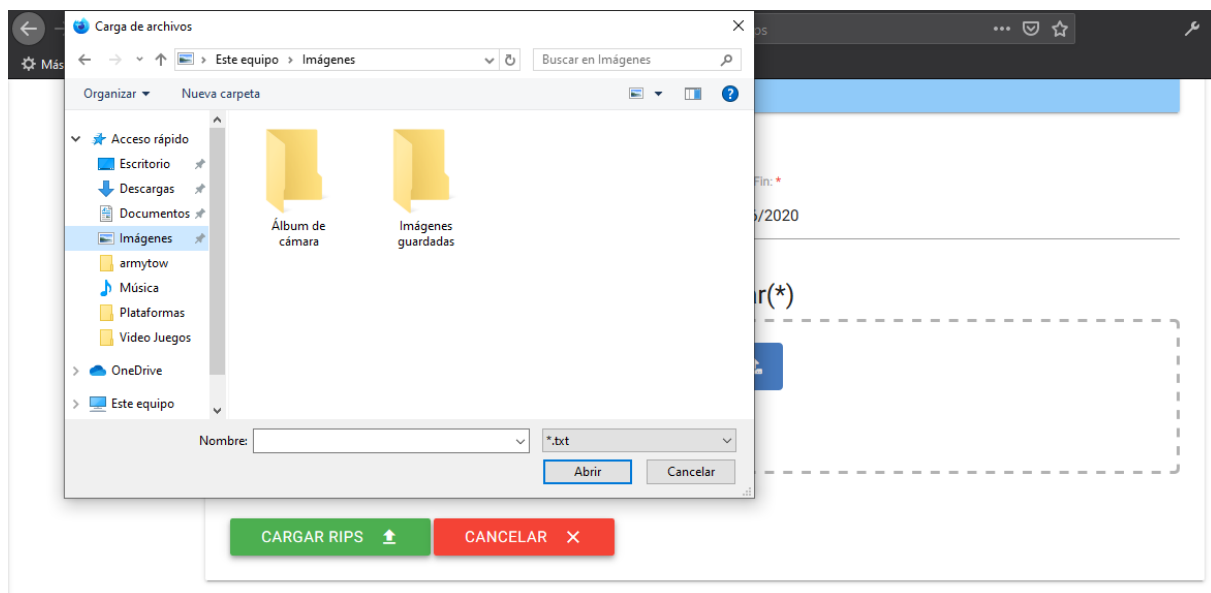 Carga de archivos
os
Más
Este equipo > Imágenes
Buscar en Imágenes
Organizar
Nueva carpeta
Acceso rápido
Escritorio
Descargas
Documentos
Imágenes
armytow
Música
Plataformas
Video Juegos
OneDrive
Este equipo
Álbum de
cámara
Imágenes
guardadas
Fin: *
6/2020
ar(*)
Nombre:
*.txt
Abrir
Cancelar
CARGAR RIPS
CANCELAR